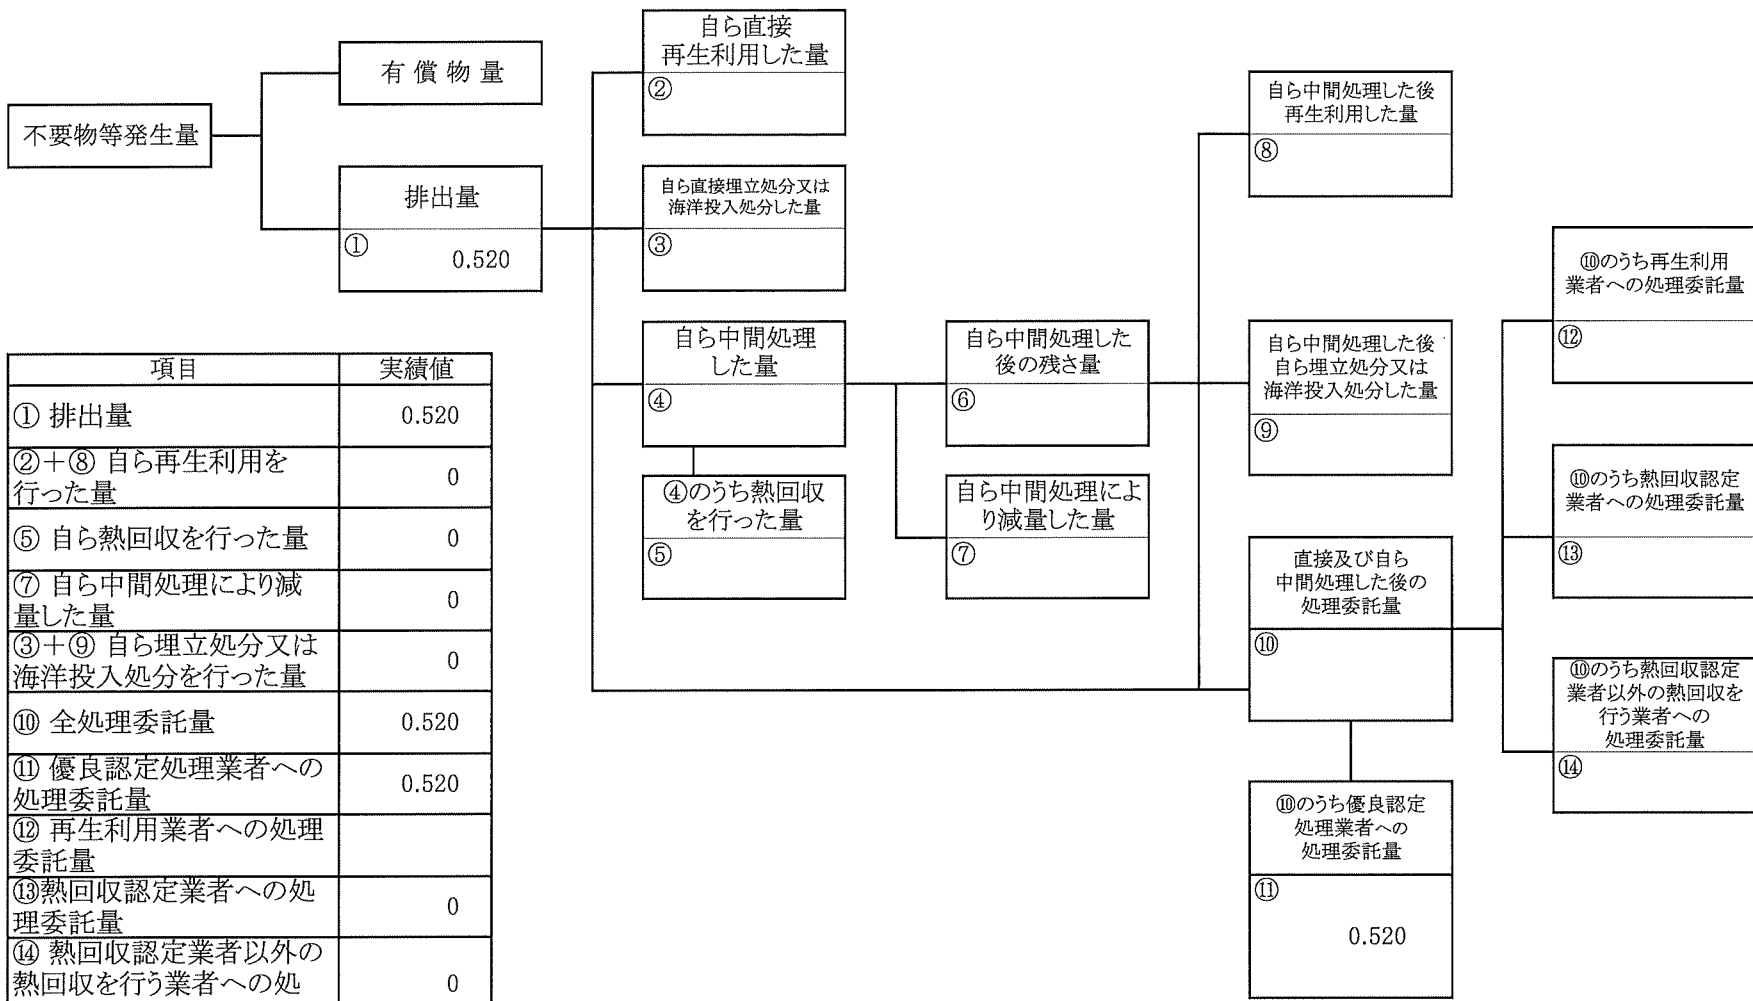 不要物等発生量
有償物量
排出量
①
0.520
自ら直接
再生利用した量
②
自ら直接埋立処分又は
海洋投入処分した量
③
自ら中間処理
した量
④
④のうち熱回収
を行った量
⑤
自ら中間処理した
後の残さ量
⑥
自ら中間処理によ
り減量した量
⑦
自ら中間処理した後
再生利用した量
⑧
自ら中間処理した後
自ら埋立処分又は
海洋投入処分した量
⑨
直接及び自ら
中間処理した後の
処理委託量
⑩
⑩のうち優良認定
処理業者への
処理委託量
⑪
0.520
⑩のうち再生利用
業者への処理委託量
⑫
⑩のうち熱回収認定
業者への処理委託量
⑬
⑩のうち熱回収認定
業者以外の熱回収を
行う業者への
処理委託量
⑭
項目 実績値
① 排出量 0.520
②+⑧ 自ら再生利用を
行った量 0
⑤ 自ら熱回収を行った量 0
⑦ 自ら中間処理により減
量した量 0
③+⑨ 自ら埋立処分又は
海洋投入処分を行った量 0
⑩ 全処理委託量 0.520
⑪ 優良認定処理業者への
処理委託量 0.520
⑫ 再生利用業者への処理
委託量
⑬熱回収認定業者への処
理委託量 0
⑭ 熱回収認定業者以外の
熱回収を行う業者への処 0